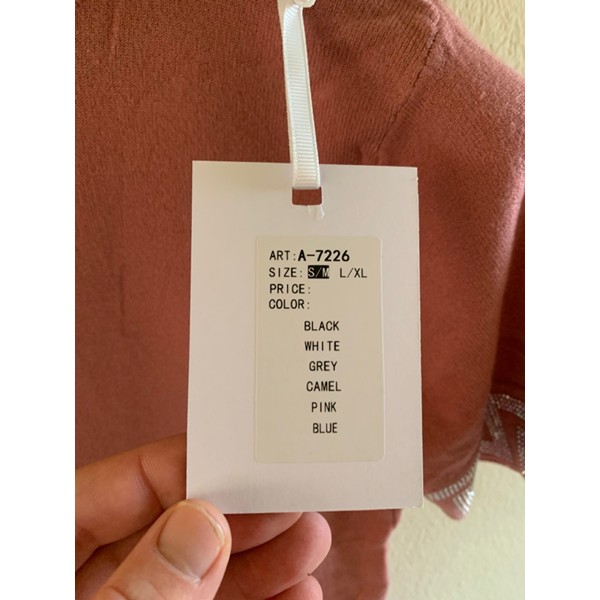 ART:A-7226
SIZE: S/M L/XL
PRICE:
COLOR:
BLACK
WHITE
GREY
CAMEL
PINK
BLUE